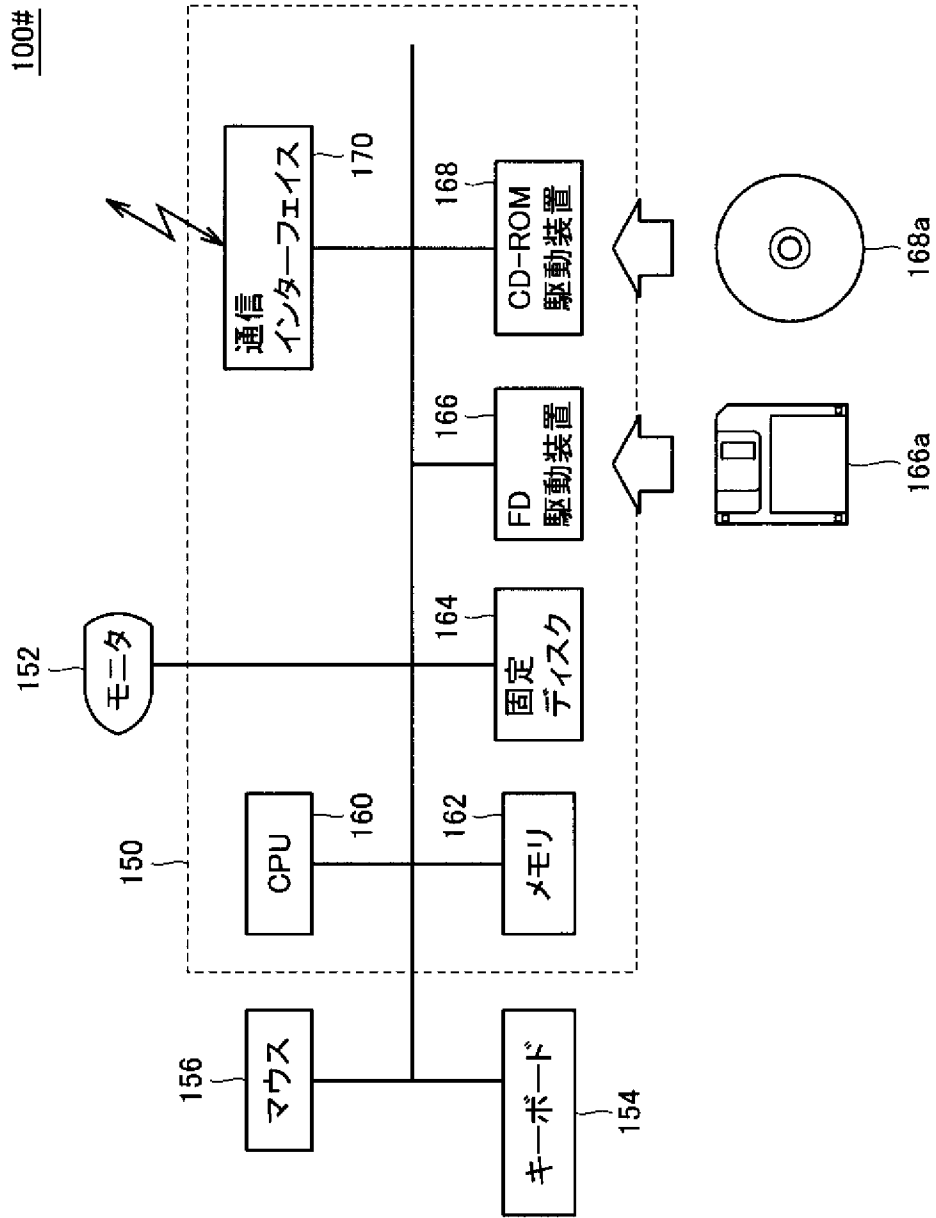 100#
152
モニタ
150
156
マウス
CPU
160
通信
インターフェイス
170
キーボード
154
162
メモリ
164
固定
ディスク
166
FD
駆動装置
168
CD-ROM
駆動装置
166a
168a